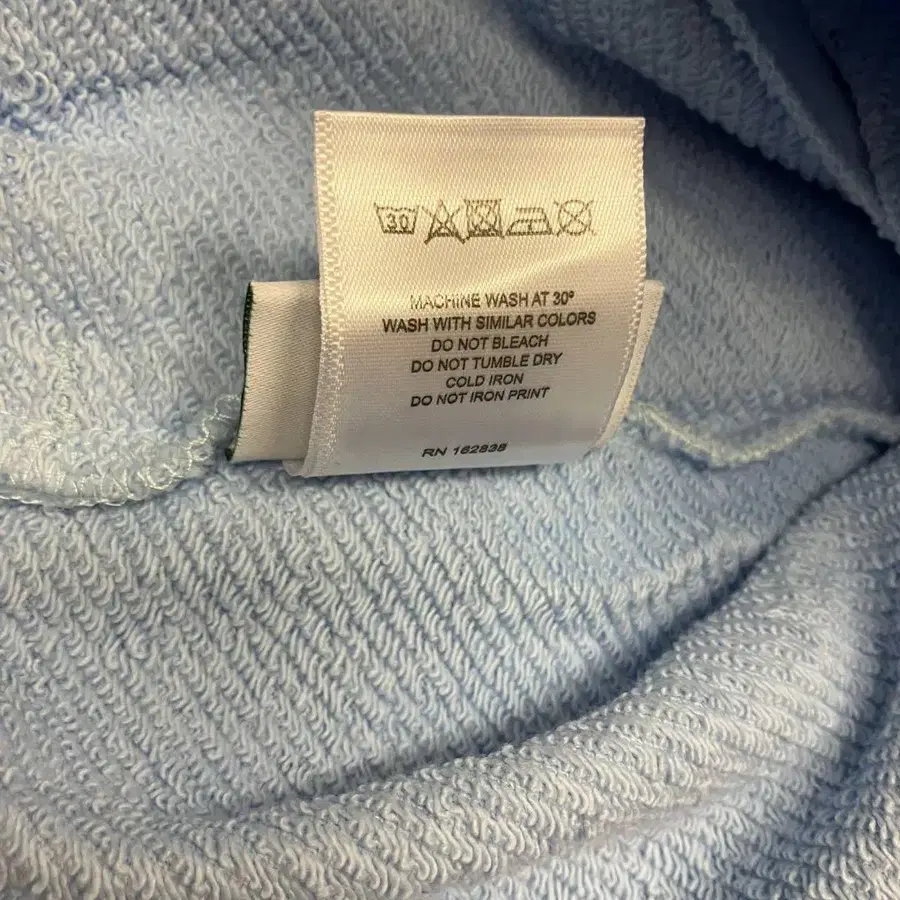 30
MACHINE WASH AT 30°
WASH WITH SIMILAR COLORS
DO NOT BLEACH
DO NOT TUMBLE DRY
COLD IRON
DO NOT IRON PRINT
RN 162838